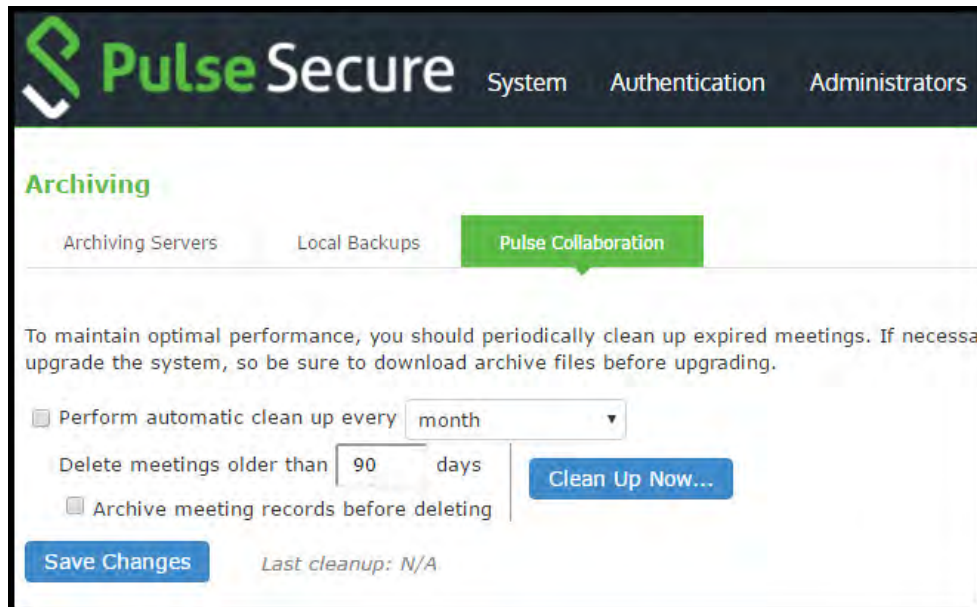 Pulse Secure System Authentication Administrators
Archiving
Archiving Servers Local Backups Pulse Collaboration
To maintain optimal performance, you should periodically clean up expired meetings. If necessa
upgrade the system, so be sure to download archive files before upgrading.
Perform automatic clean up every month
Delete meetings older than 90 days
Clean Up Now...
Archive meeting records before deleting
Save Changes Last cleanup: N/A